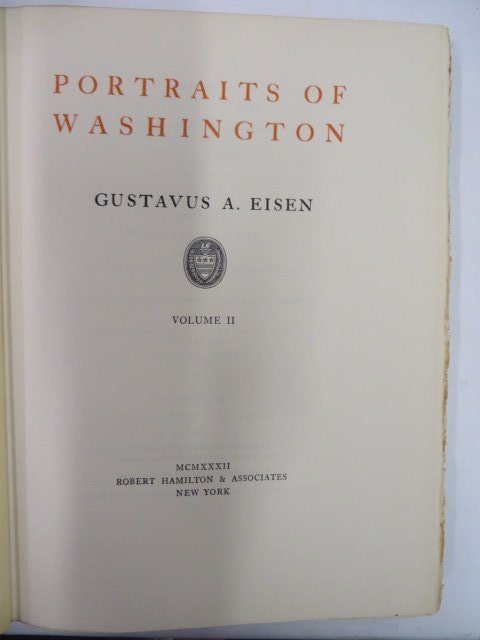 PORTRAITS OF
WASHINGTON
GUSTAVUS A. EISEN
VOLUME II
MCMXXXII
ROBERT HAMILTON & ASSOCIATES
NEW YORK